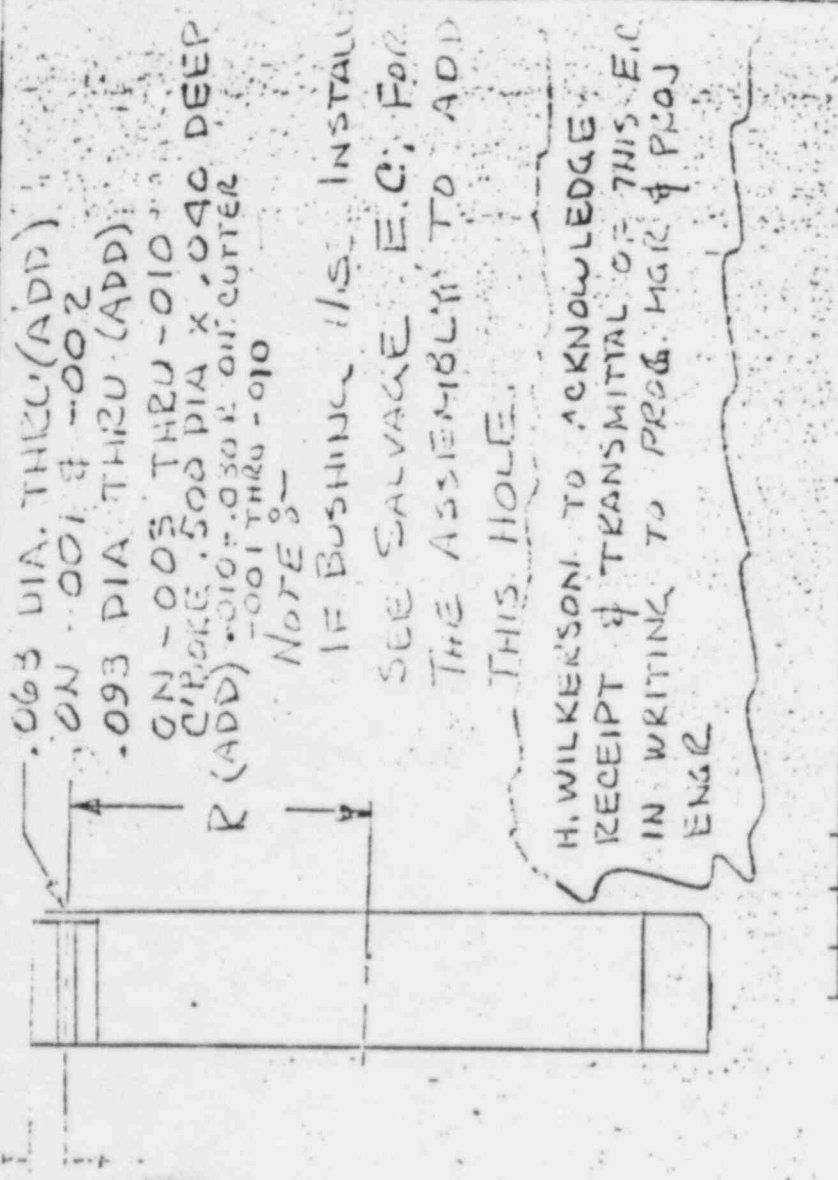 .063 DIA. THRU (ADD)
ON -001 & -002
.093 DIA THRU (ADD)
ON -003 THRU -010
C'BORE .500 DIA X .040 DEEP
(ADD) .010-.030 R ON CUTTER
-001 THRU -010
NOTE:-
IF BUSHING IS INSTALL
SEE SALVAGE E.C. FOR
THE ASSEMBLY TO ADD
THIS HOLE.
R
H. WILKERSON TO ACKNOWLEDGE
RECEIPT & TRANSMITTAL OF THIS E.C
IN WRITING TO PROG. MGR & PROJ
ENGR